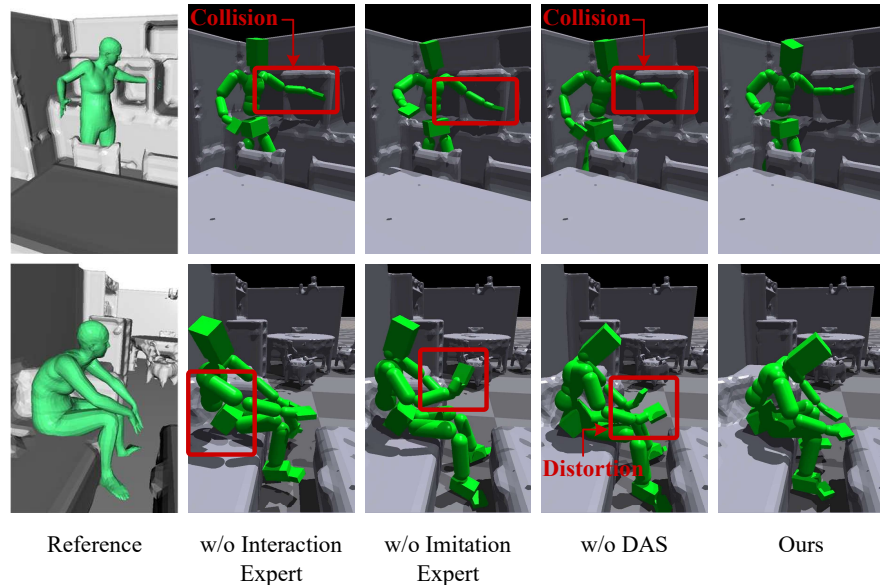 Collision
Collision
Distortion
Reference
w/o Interaction
Expert
w/o Imitation
Expert
w/o DAS
Ours